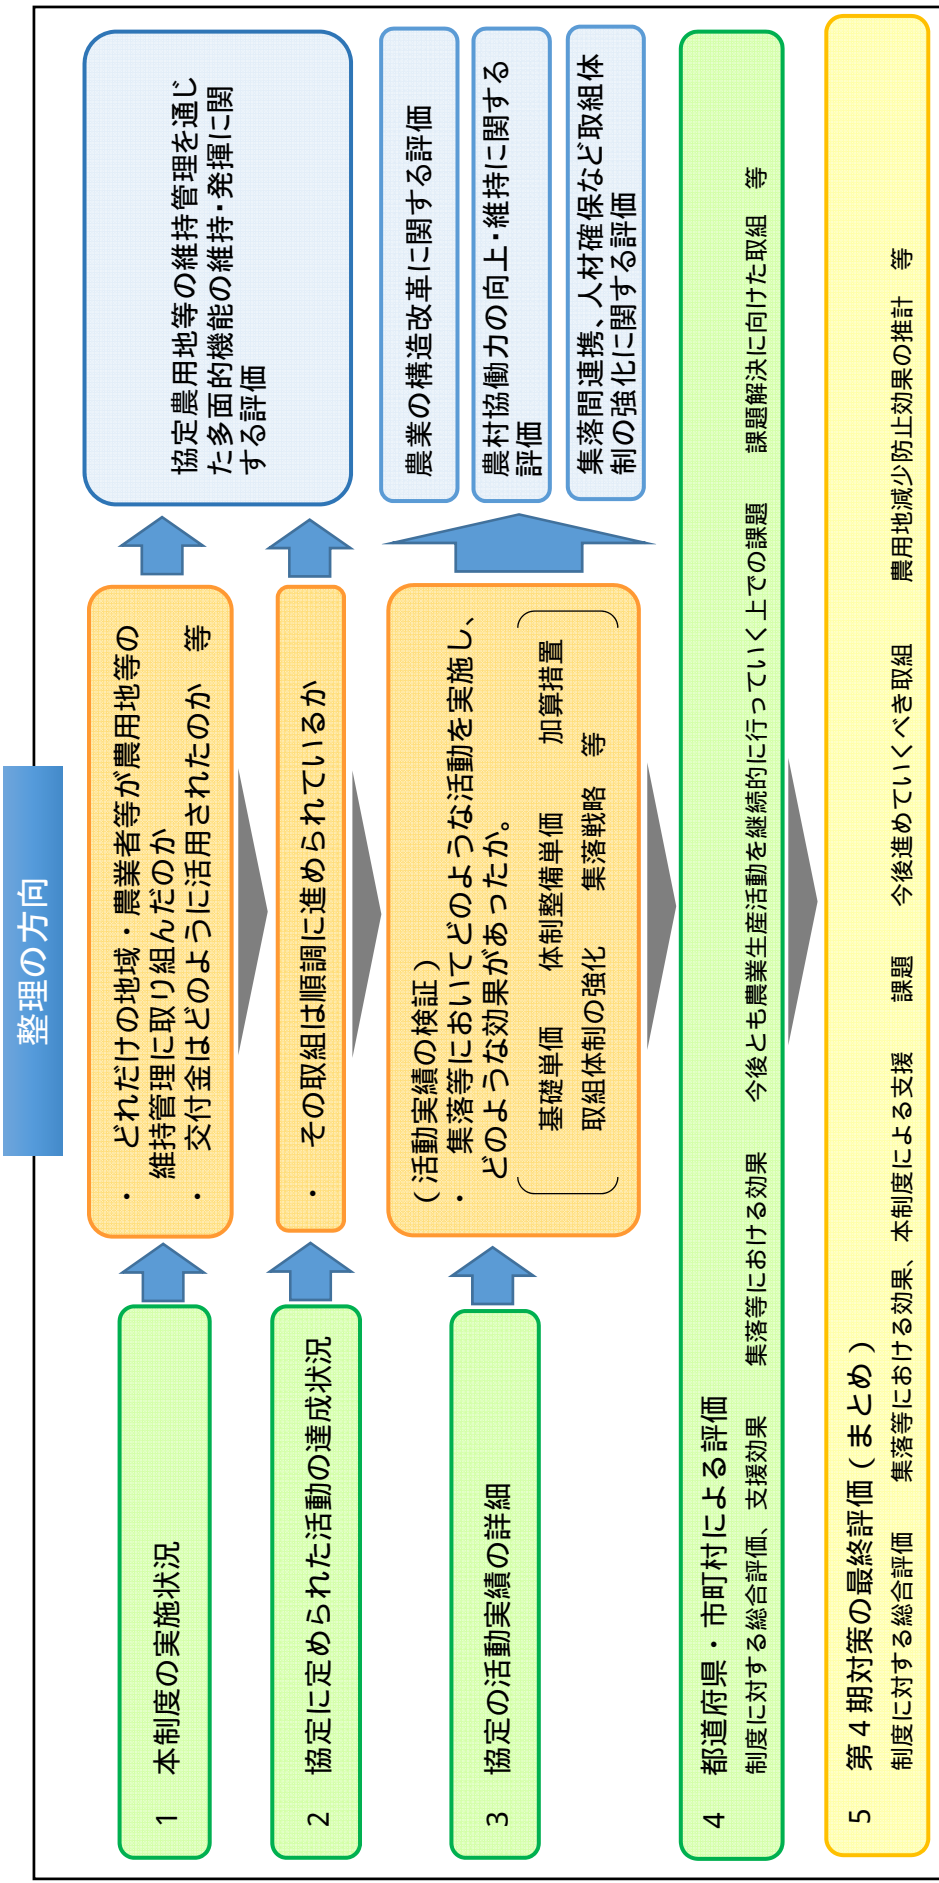 整理の方向
1　本制度の実施状況
・　どれだけの地域・農業者等が農用地等の
維持管理に取り組んだのか
・　交付金はどのように活用されたのか　等
協定農用地等の維持管理を通じ
た多面的機能の維持・発揮に関
する評価
2　協定に定められた活動の達成状況
・　その取組は順調に進められているか
3　協定の活動実績の詳細
（活動実績の検証）
・　集落等においてどのような活動を実施し、
どのような効果があったか。
基礎単価　体制整備単価　加算措置
取組体制の強化　集落戦略　等
農業の構造改革に関する評価
農村協働力の向上・維持に関する
評価
集落間連携、人材確保など取組体
制の強化に関する評価
4　都道府県・市町村による評価
制度に対する総合評価、支援効果　集落等における効果　今後とも農業生産活動を継続的に行っていく上での課題　課題解決に向けた取組　等
5　第４期対策の最終評価（まとめ）
制度に対する総合評価　集落等における効果、本制度による支援　課題　今後進めていくべき取組　農用地減少防止効果の推計　等